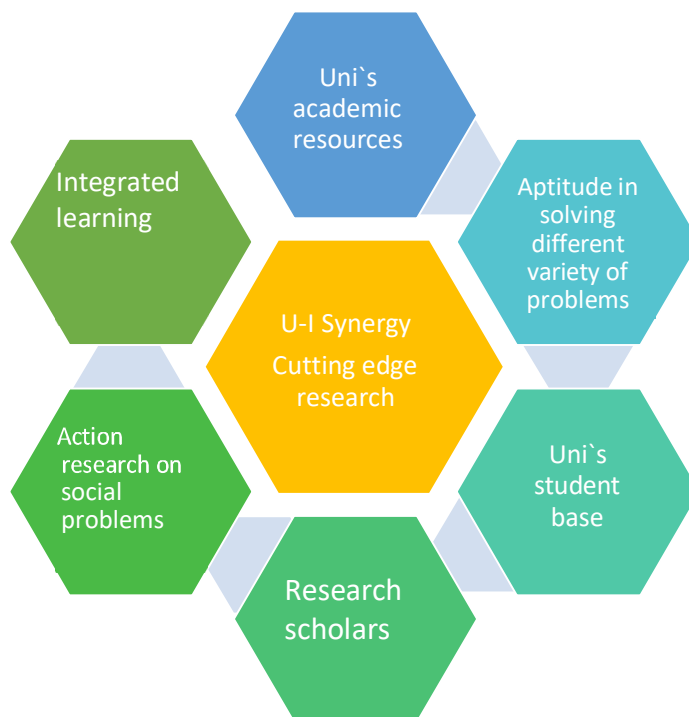 Uni`s
academic
resources
Integrated
learning
Aptitude in
solving
different
variety of
problems
U-I Synergy
Cutting edge
research
Action
research on
social
problems
Uni`s
student
base
Research
scholars